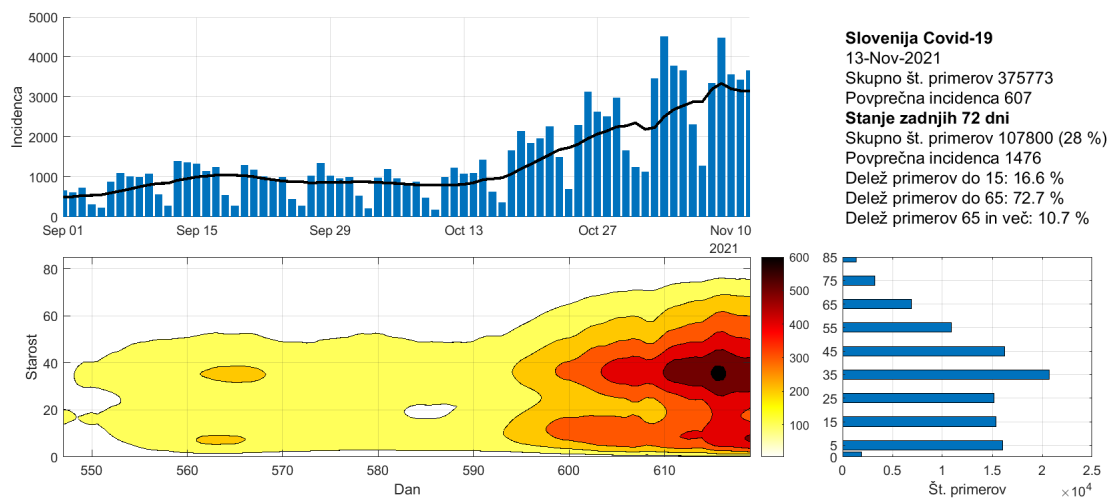 5000
4000
3000
2000
1000
0
Incidenca
Sep 01
Sep 15
Sep 29
Oct 13
Oct 27
Nov 10
2021
Slovenija Covid-19
13-Nov-2021
Skupno št. primerov 375773
Povprečna incidenca 607
Stanje zadnjih 72 dni
Skupno št. primerov 107800 (28 %)
Povprečna incidenca 1476
Delež primerov do 15: 16.6 %
Delež primerov do 65: 72.7 %
Delež primerov 65 in več: 10.7 %
80
60
40
20
0
Starost
550
560
570
580
590
600
610
Dan
600
500
400
300
200
100
85
75
65
55
45
35
25
15
5
0
0
0.5
1
1.5
2
2.5
×10⁴
Št. primerov